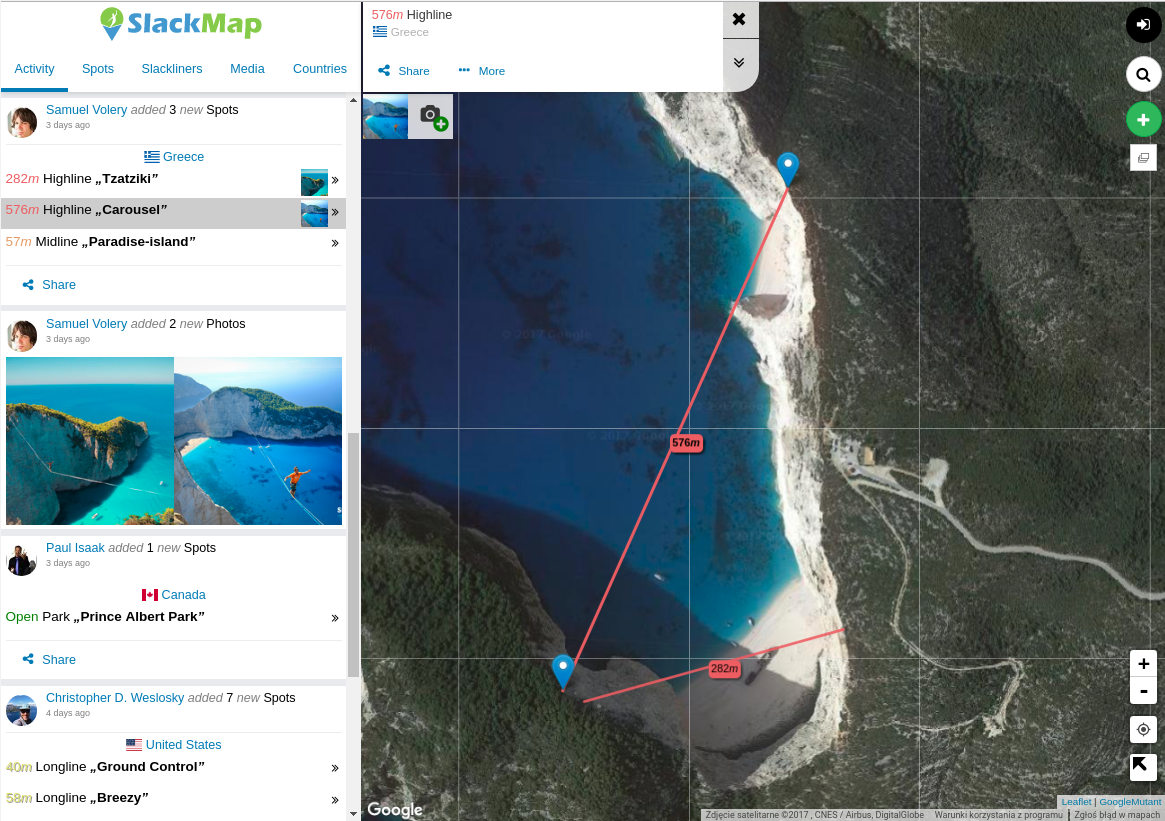 SlackMap
Activity
Spots
Slackliners
Media
Countries
Samuel Volery added 3 new Spots
3 days ago
Greece
282m Highline „Tzatziki”
576m Highline „Carousel”
57m Midline „Paradise-island”
Share
Samuel Volery added 2 new Photos
3 days ago
Paul Isaak added 1 new Spots
3 days ago
Canada
Open Park „Prince Albert Park”
Share
Christopher D. Weslosky added 7 new Spots
4 days ago
United States
40m Longline „Ground Control”
58m Longline „Breezy”
576m Highline
Greece
Share
More
© 2017 Google
576m
282m
Google
+
-
Leaflet | GoogleMutant
Zdjęcie satelitarne ©2017 , CNES / Airbus, DigitalGlobe
Warunki korzystania z programu
Zgłoś błąd w mapach